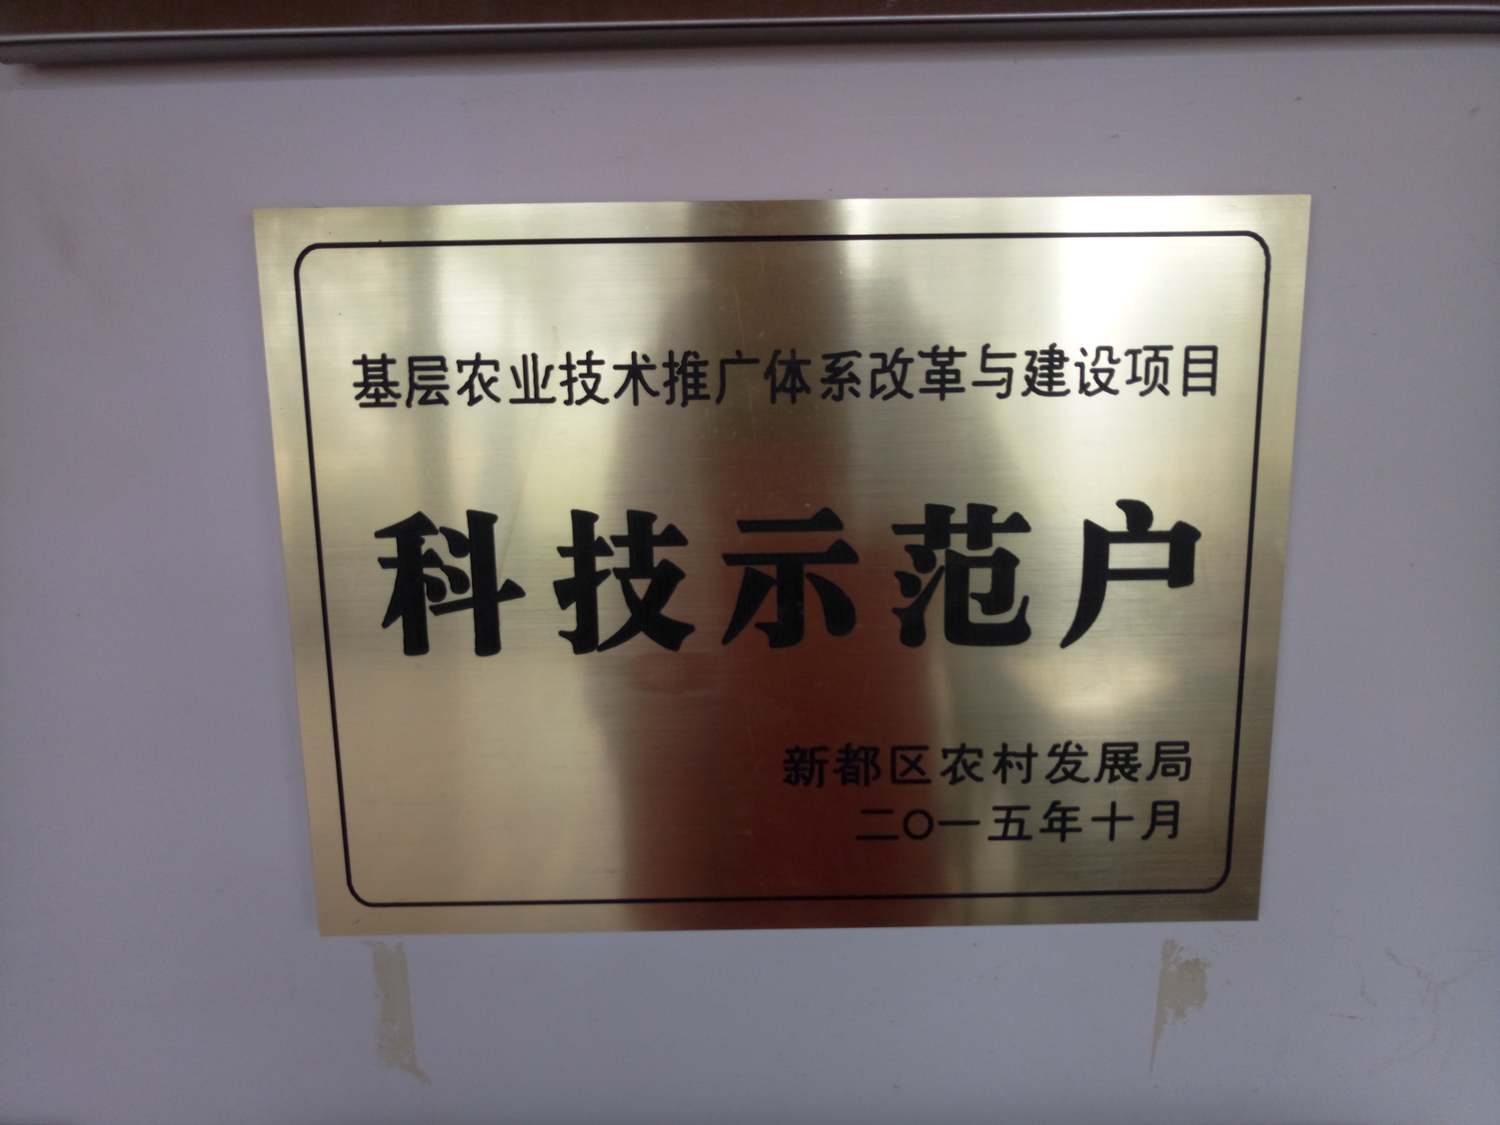 基层农业技术推广体系改革与建设项目
科技示范户
新都区农村发展局
二〇一五年十月